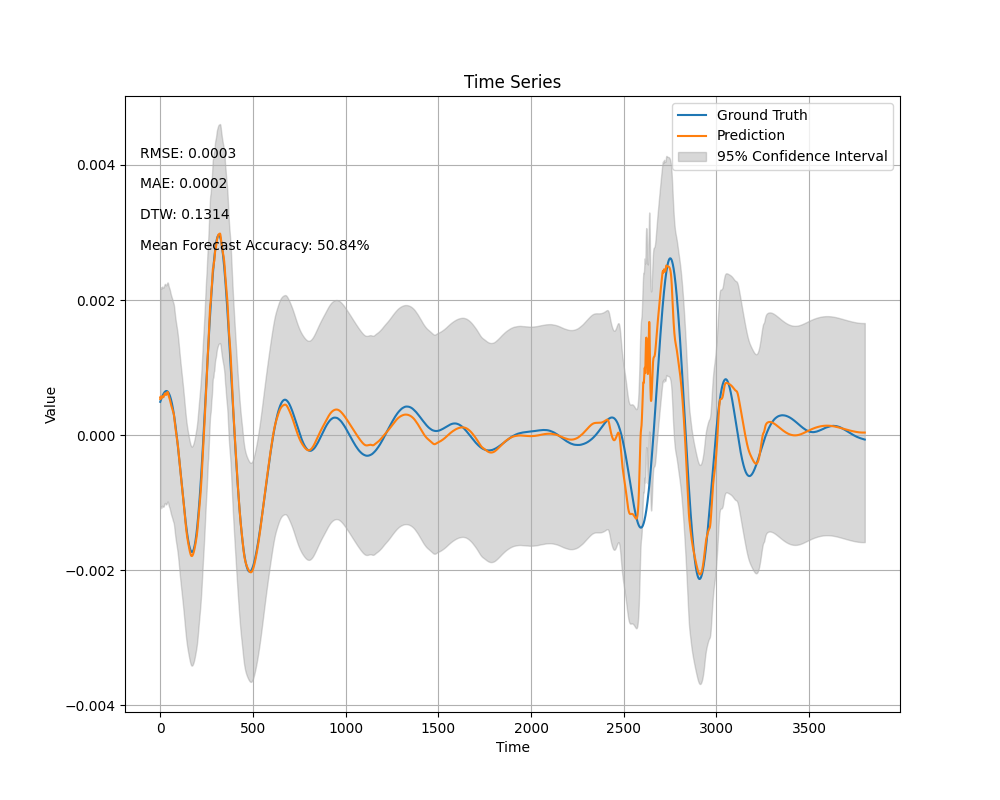 Time Series
Ground Truth
Prediction
95% Confidence Interval
RMSE: 0.0003
MAE: 0.0002
DTW: 0.1314
Mean Forecast Accuracy: 50.84%
0.004
0.002
0.000
−0.002
−0.004
Value
0 500 1000 1500 2000 2500 3000 3500
Time